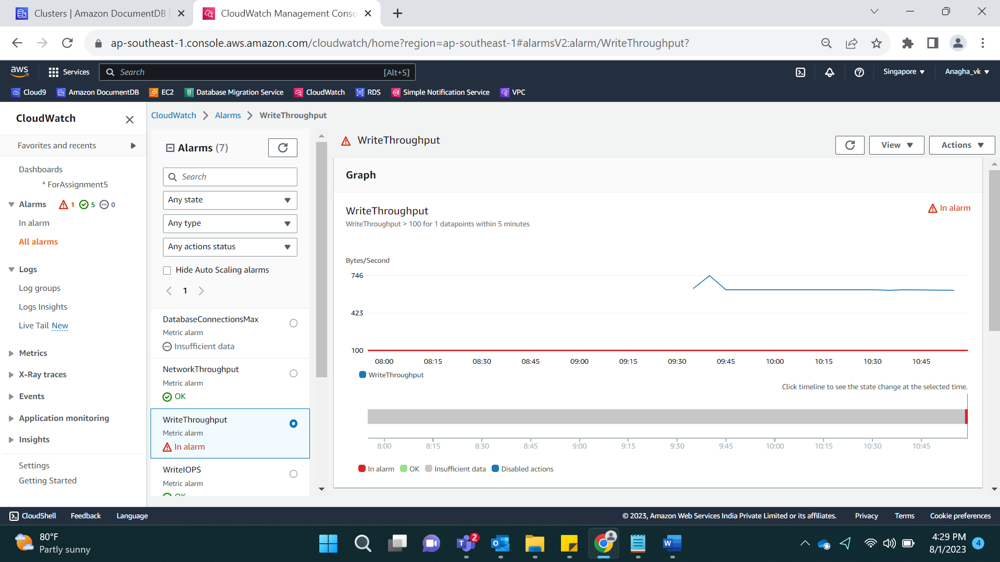 Clusters | Amazon DocumentDB
CloudWatch Management Conso
ap-southeast-1.console.aws.amazon.com/cloudwatch/home?region=ap-southeast-1#alarmsV2:alarm/WriteThroughput?
aws
Services
Search
[Alt+S]
Singapore
Anagha_vk
Cloud9
Amazon DocumentDB
EC2
Database Migration Service
CloudWatch
RDS
Simple Notification Service
VPC
CloudWatch
Favorites and recents
Dashboards
* ForAssignment5
Alarms 1 5 0
In alarm
All alarms
Logs
Log groups
Logs Insights
Live Tail New
Metrics
X-Ray traces
Events
Application monitoring
Insights
Settings
Getting Started
CloudWatch
Alarms
WriteThroughput
Alarms (7)
Search
Any state
Any type
Any actions status
Hide Auto Scaling alarms
1
DatabaseConnectionsMax
Metric alarm
Insufficient data
NetworkThroughput
Metric alarm
OK
WriteThroughput
Metric alarm
In alarm
WriteIOPS
Metric alarm
OK
WriteThroughput
View
Actions
Graph
WriteThroughput
In alarm
WriteThroughput > 100 for 1 datapoints within 5 minutes
Bytes/Second
746
423
100
08:00 08:15 08:30 08:45 09:00 09:15 09:30 09:45 10:00 10:15 10:30 10:45
WriteThroughput
Click timeline to see the state change at the selected time.
8:00 8:15 8:30 8:45 9:00 9:15 9:30 9:45 10:00 10:15 10:30 10:45
In alarm OK Insufficient data Disabled actions
CloudShell
Feedback
Language
© 2023, Amazon Web Services India Private Limited or its affiliates.
Privacy
Terms
Cookie preferences
80°F
Partly sunny
2
4:29 PM
8/1/2023
4